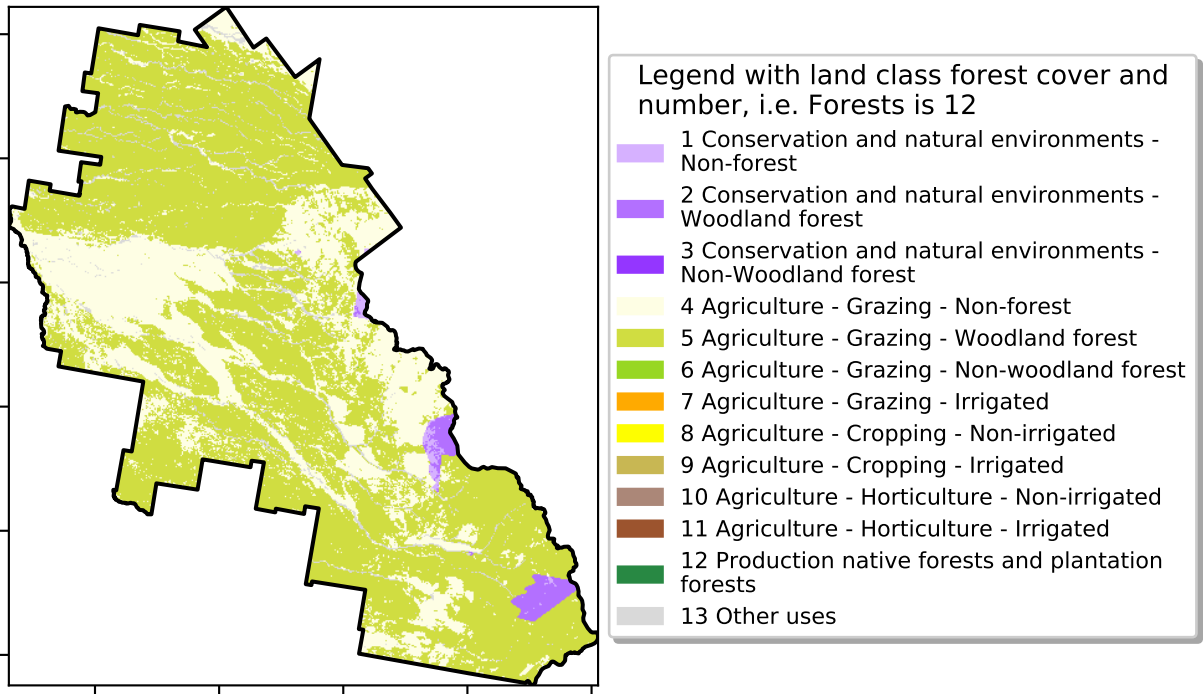 Legend with land class forest cover and
number, i.e. Forests is 12
1 Conservation and natural environments -
Non-forest
2 Conservation and natural environments -
Woodland forest
3 Conservation and natural environments -
Non-Woodland forest
4 Agriculture - Grazing - Non-forest
5 Agriculture - Grazing - Woodland forest
6 Agriculture - Grazing - Non-woodland forest
7 Agriculture - Grazing - Irrigated
8 Agriculture - Cropping - Non-irrigated
9 Agriculture - Cropping - Irrigated
10 Agriculture - Horticulture - Non-irrigated
11 Agriculture - Horticulture - Irrigated
12 Production native forests and plantation
forests
13 Other uses